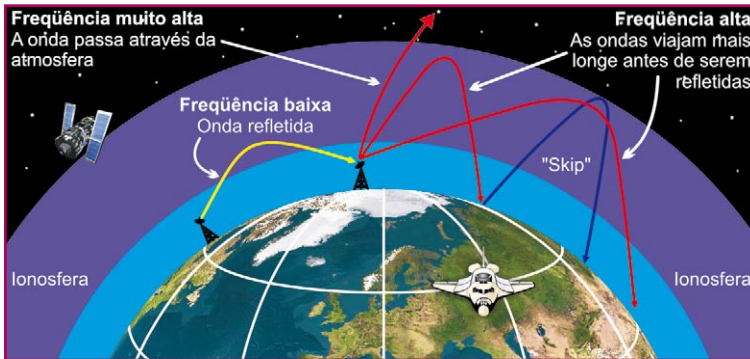 Freqüência muito alta
A onda passa através da
atmosfera
Freqüência alta
As ondas viajam mais
longe antes de serem
refletidas
Freqüência baixa
Onda refletida
"Skip"
Ionosfera
Ionosfera